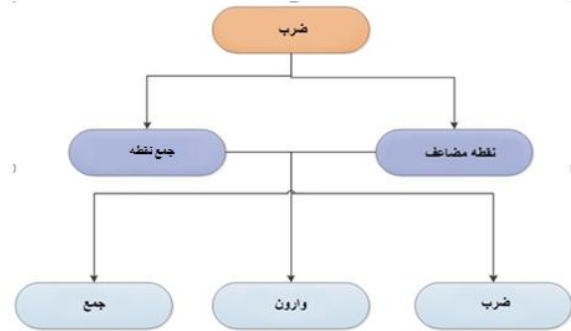 ضرب
نقطه مضاعف
جمع نقطه
ضرب
وارون
جمع